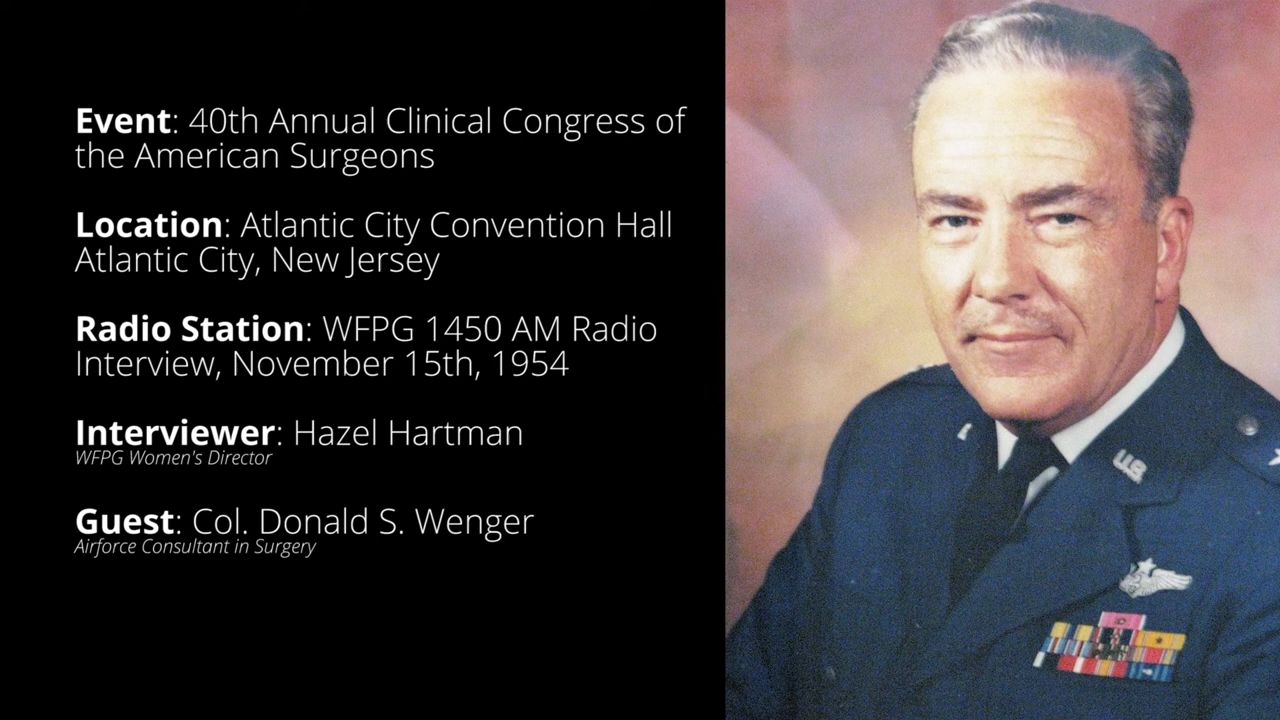 Event: 40th Annual Clinical Congress of
the American Surgeons
Location: Atlantic City Convention Hall
Atlantic City, New Jersey
Radio Station: WFPG 1450 AM Radio
Interview, November 15th, 1954
Interviewer: Hazel Hartman
WFPG Women's Director
Guest: Col. Donald S. Wenger
Airforce Consultant in Surgery
U.S.